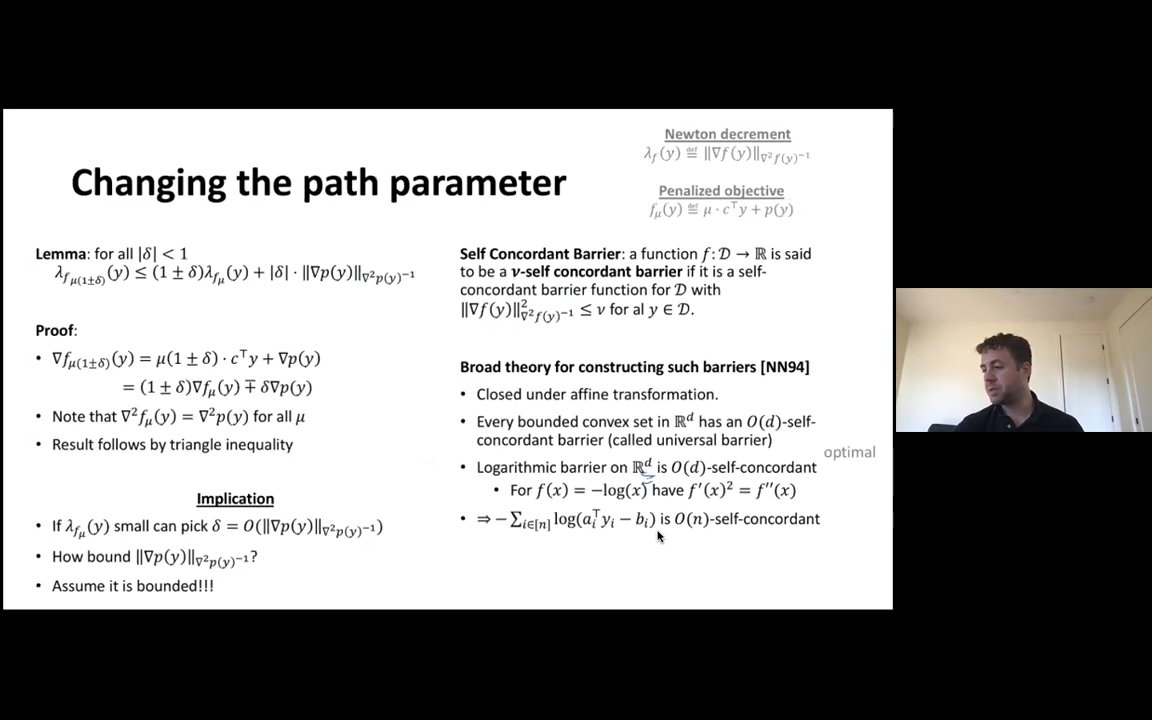 Newton decrement
λ_f(y) ≝ ‖∇f(y)‖_{∇²f(y)⁻¹}
Penalized objective
f_μ(y) ≝ μ · c⊤y + p(y)
Changing the path parameter
Lemma: for all |δ| < 1
λ_{f_{μ(1±δ)}}(y) ≤ (1 ± δ)λ_{f_μ}(y) + |δ| · ‖∇p(y)‖_{∇²p(y)⁻¹}
Proof:
• ∇f_{μ(1±δ)}(y) = μ(1 ± δ) · c⊤y + ∇p(y)
= (1 ± δ)∇f_μ(y) ∓ δ∇p(y)
• Note that ∇²f_μ(y) = ∇²p(y) for all μ
• Result follows by triangle inequality
Implication
• If λ_{f_μ}(y) small can pick δ = O(‖∇p(y)‖_{∇²p(y)⁻¹})
• How bound ‖∇p(y)‖_{∇²p(y)⁻¹}?
• Assume it is bounded!!!
Self Concordant Barrier: a function f: 𝒟 → ℝ is said
to be a ν-self concordant barrier if it is a self-
concordant barrier function for 𝒟 with
‖∇f(y)‖²_{∇²f(y)⁻¹} ≤ ν for al y ∈ 𝒟.
Broad theory for constructing such barriers [NN94]
• Closed under affine transformation.
• Every bounded convex set in ℝᵈ has an O(d)-self-
concordant barrier (called universal barrier)
optimal
• Logarithmic barrier on ℝᵈ is O(d)-self-concordant
• For f(x) = −log(x) have f′(x)² = f′′(x)
• ⇒ − ∑_{i∈[n]} log(a_i⊤y_i − b_i) is O(n)-self-concordant